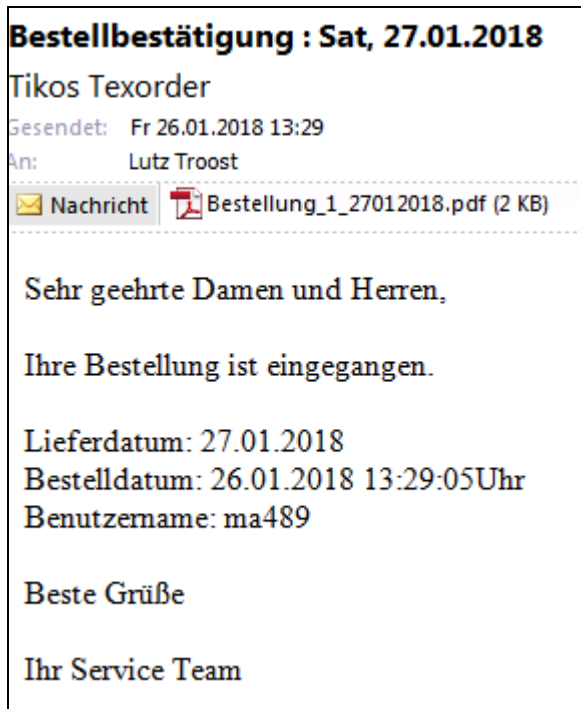 Bestellbestätigung : Sat, 27.01.2018
Tikos Texorder
Gesendet: Fr 26.01.2018 13:29
An: Lutz Troost
Nachricht Bestellung_1_27012018.pdf (2 KB)
Sehr geehrte Damen und Herren,
Ihre Bestellung ist eingegangen.
Lieferdatum: 27.01.2018
Bestelldatum: 26.01.2018 13:29:05Uhr
Benutzername: ma489
Beste Grüße
Ihr Service Team